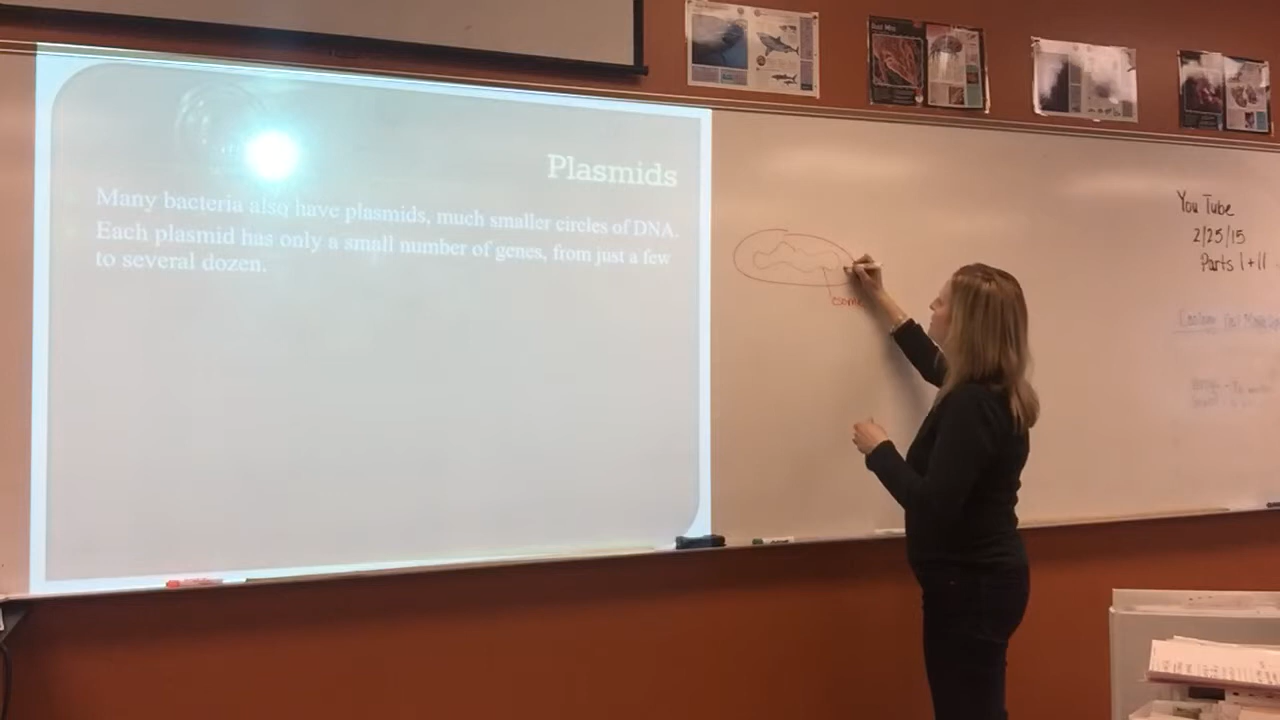 Plasmids
Many bacteria also have plasmids, much smaller circles of DNA.
Each plasmid has only a small number of genes, from just a few
to several dozen.
You Tube
2/25/15
Parts I + II